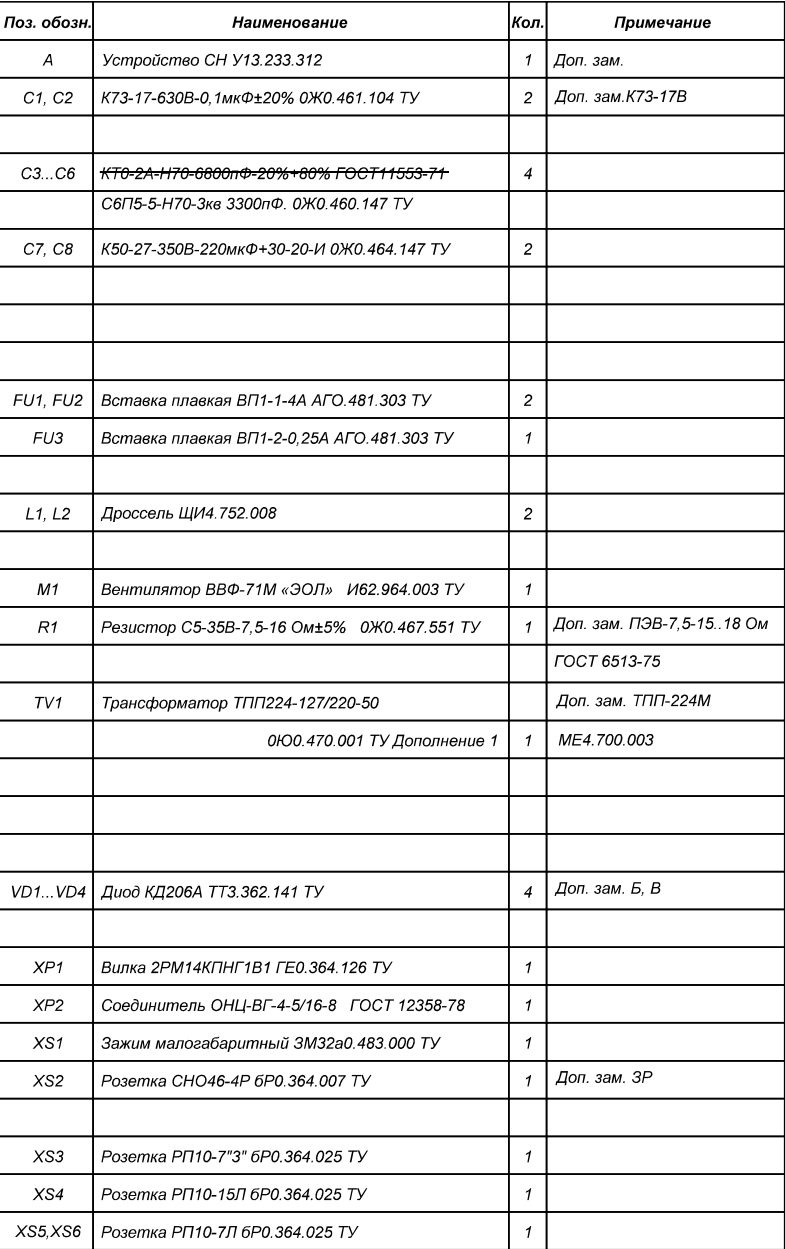 Поз. обозн. Наименование Кол. Примечание
А Устройство СН У13.233.312 1 Доп. зам.
С1, С2 К73-17-630В-0,1мкФ±20% 0Ж0.461.104 ТУ 2 Доп. зам.К73-17В
С3...С6 КТ0-2А-Н70-6800пФ-20%+80% ГОСТ11553-71 4
С6П5-5-Н70-3кв 3300пФ. 0Ж0.460.147 ТУ
С7, С8 К50-27-350В-220мкФ+30-20-И 0Ж0.464.147 ТУ 2
FU1, FU2 Вставка плавкая ВП1-1-4А АГО.481.303 ТУ 2
FU3 Вставка плавкая ВП1-2-0,25А АГО.481.303 ТУ 1
L1, L2 Дроссель ЩИ4.752.008 2
М1 Вентилятор ВВФ-71М «ЭОЛ» И62.964.003 ТУ 1
R1 Резистор С5-35В-7,5-16 Ом±5% 0Ж0.467.551 ТУ 1 Доп. зам. ПЭВ-7,5-15..18 Ом
ГОСТ 6513-75
TV1 Трансформатор ТПП224-127/220-50 Доп. зам. ТПП-224М
0Ю0.470.001 ТУ Дополнение 1 1 МЕ4.700.003
VD1...VD4 Диод КД206А ТТ3.362.141 ТУ 4 Доп. зам. Б, В
ХР1 Вилка 2РМ14КПНГ1В1 ГЕ0.364.126 ТУ 1
ХР2 Соединитель ОНЦ-ВГ-4-5/16-8 ГОСТ 12358-78 1
XS1 Зажим малогабаритный ЗМ32а0.483.000 ТУ 1
XS2 Розетка СНО46-4Р бР0.364.007 ТУ 1 Доп. зам. ЗР
XS3 Розетка РП10-7"З" бР0.364.025 ТУ 1
XS4 Розетка РП10-15Л бР0.364.025 ТУ 1
XS5,XS6 Розетка РП10-7Л бР0.364.025 ТУ 1